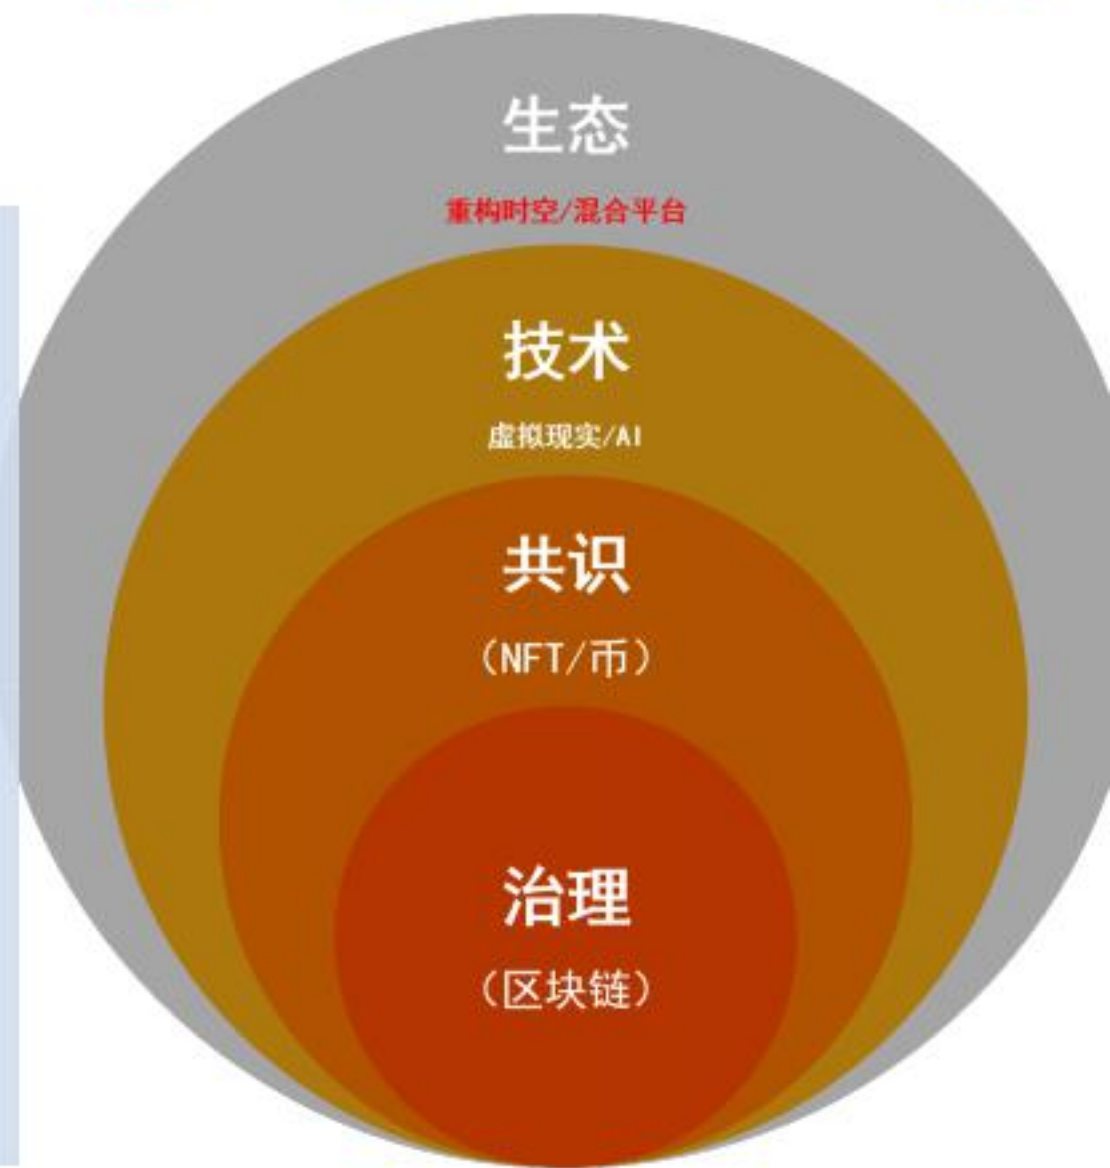 生态
重构时空/混合平台
技术
虚拟现实/AI
共识
（NFT/币）
治理
（区块链）